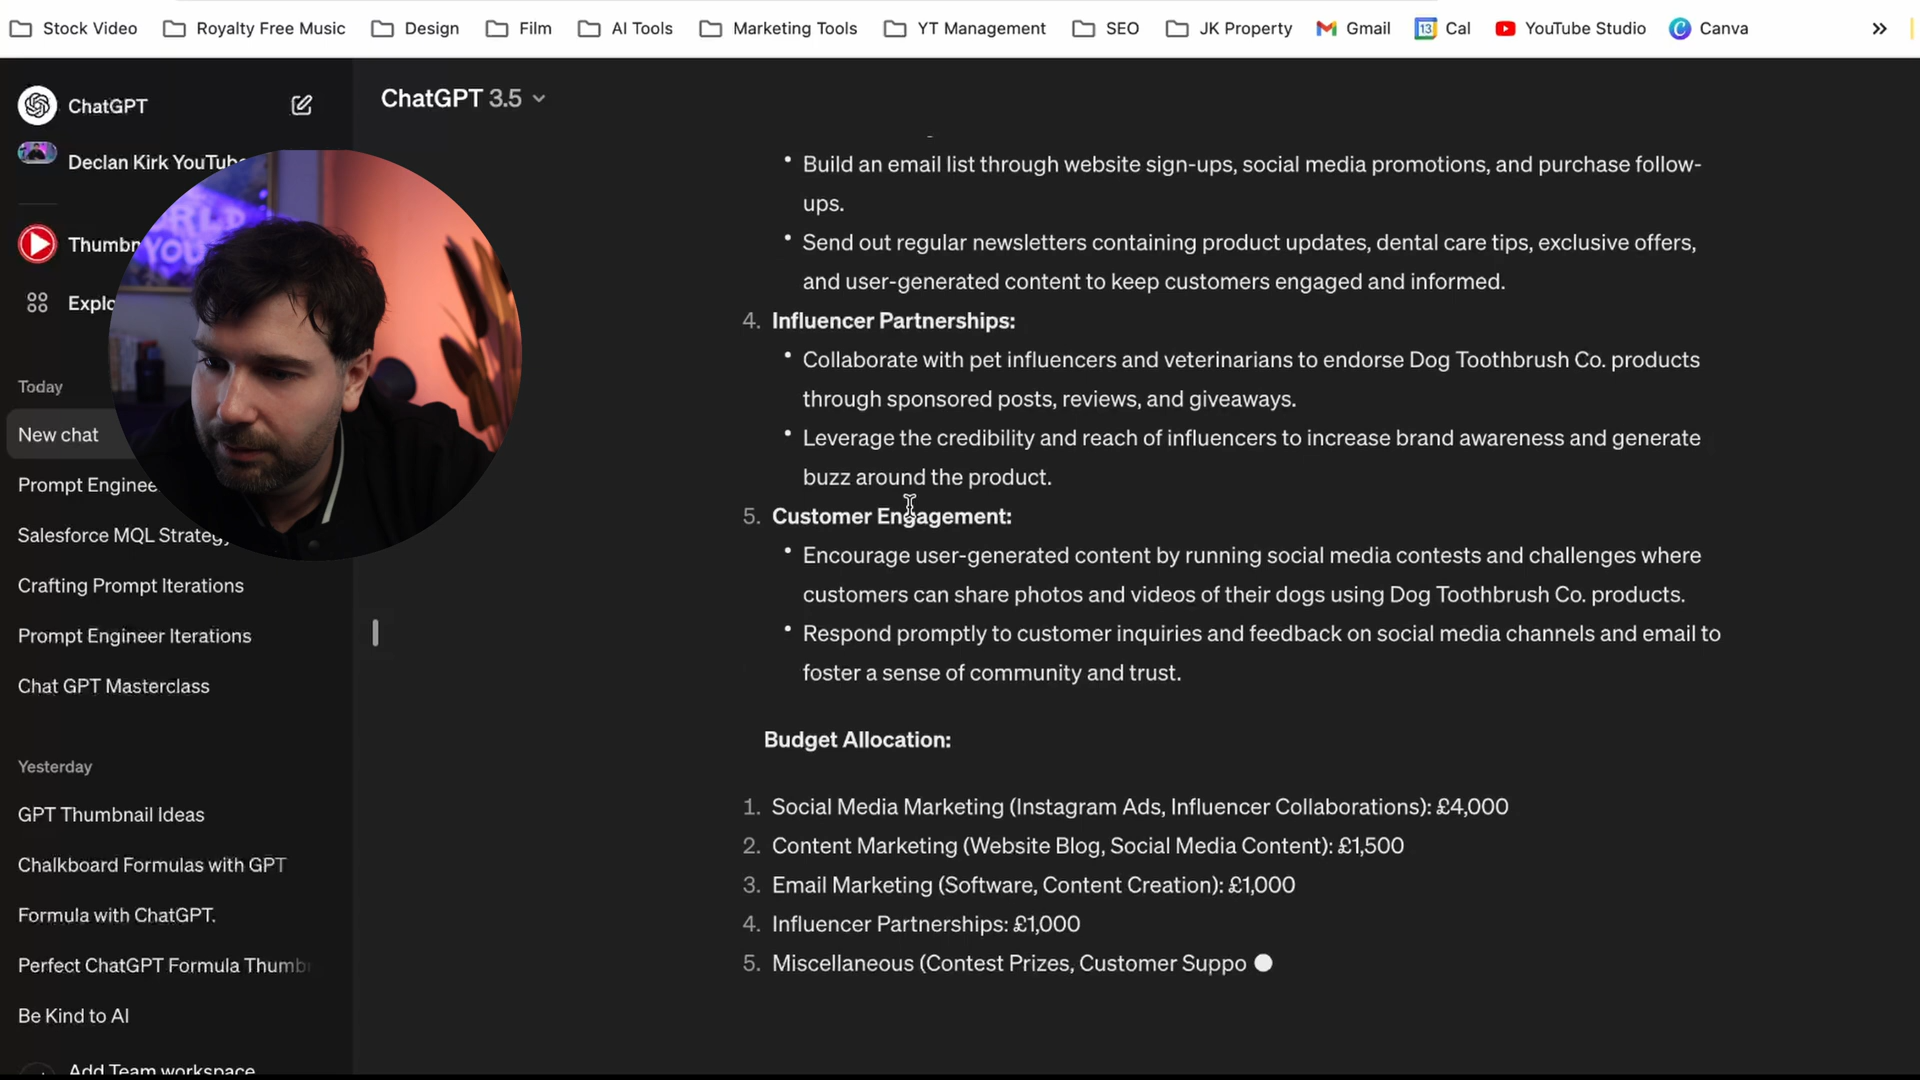 Stock Video Royalty Free Music Design Film AI Tools Marketing Tools YT Management SEO JK Property Gmail 13 Cal YouTube Studio Canva »
ChatGPT
Declan Kirk YouTube
Thumbn
Explo
Today
New chat
Prompt Enginee
Salesforce MQL Strategy
Crafting Prompt Iterations
Prompt Engineer Iterations
Chat GPT Masterclass
Yesterday
GPT Thumbnail Ideas
Chalkboard Formulas with GPT
Formula with ChatGPT.
Perfect ChatGPT Formula Thumb
Be Kind to AI
Add Team workspace
ChatGPT 3.5
• Build an email list through website sign-ups, social media promotions, and purchase follow-
ups.
• Send out regular newsletters containing product updates, dental care tips, exclusive offers,
and user-generated content to keep customers engaged and informed.
4. Influencer Partnerships:
• Collaborate with pet influencers and veterinarians to endorse Dog Toothbrush Co. products
through sponsored posts, reviews, and giveaways.
• Leverage the credibility and reach of influencers to increase brand awareness and generate
buzz around the product.
5. Customer Engagement:
• Encourage user-generated content by running social media contests and challenges where
customers can share photos and videos of their dogs using Dog Toothbrush Co. products.
• Respond promptly to customer inquiries and feedback on social media channels and email to
foster a sense of community and trust.
Budget Allocation:
1. Social Media Marketing (Instagram Ads, Influencer Collaborations): £4,000
2. Content Marketing (Website Blog, Social Media Content): £1,500
3. Email Marketing (Software, Content Creation): £1,000
4. Influencer Partnerships: £1,000
5. Miscellaneous (Contest Prizes, Customer Suppo